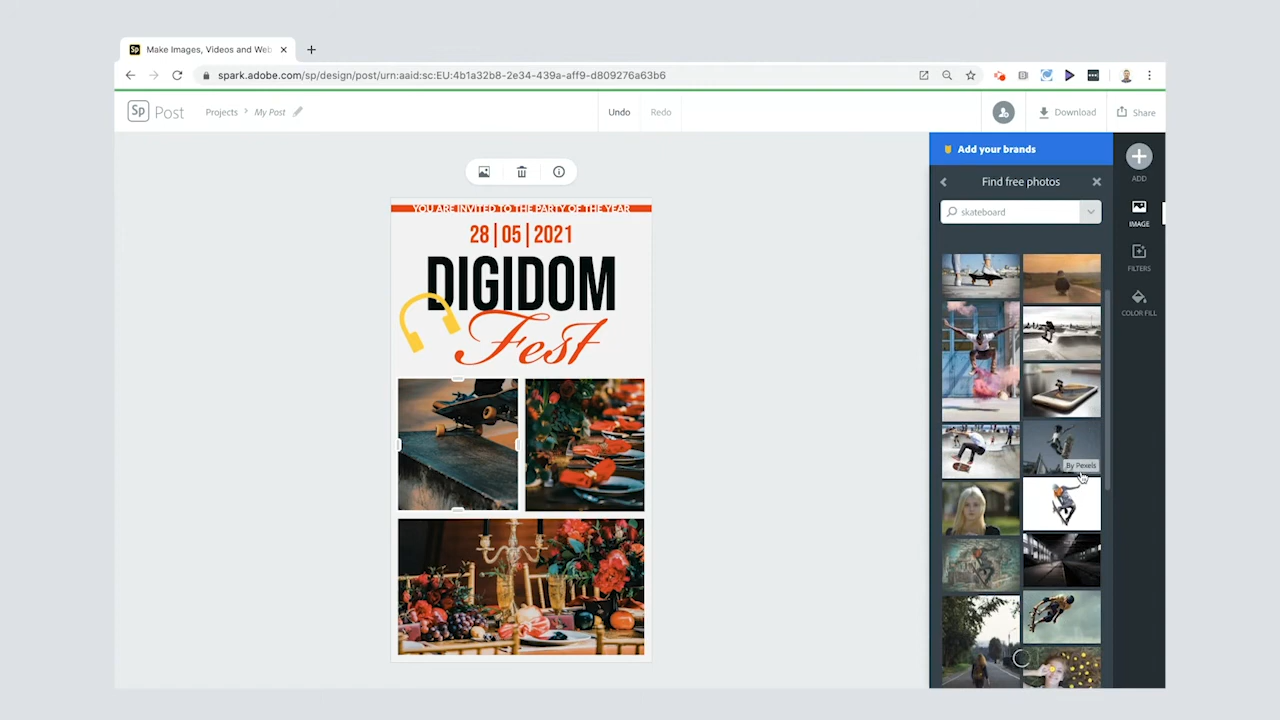 Sp Make Images, Videos and Web
spark.adobe.com/sp/design/post/urn:aaid:sc:EU:4b1a32b8-2e34-439a-aff9-d809276a63b6
Sp Post Projects > My Post Undo Redo Download Share
Add your brands
ADD
Find free photos
YOU ARE INVITED TO THE PARTY OF THE YEAR
skateboard
IMAGE
28|05|2021
DIGIDOM
FILTERS
Fest
COLOR FILL
By Pexels